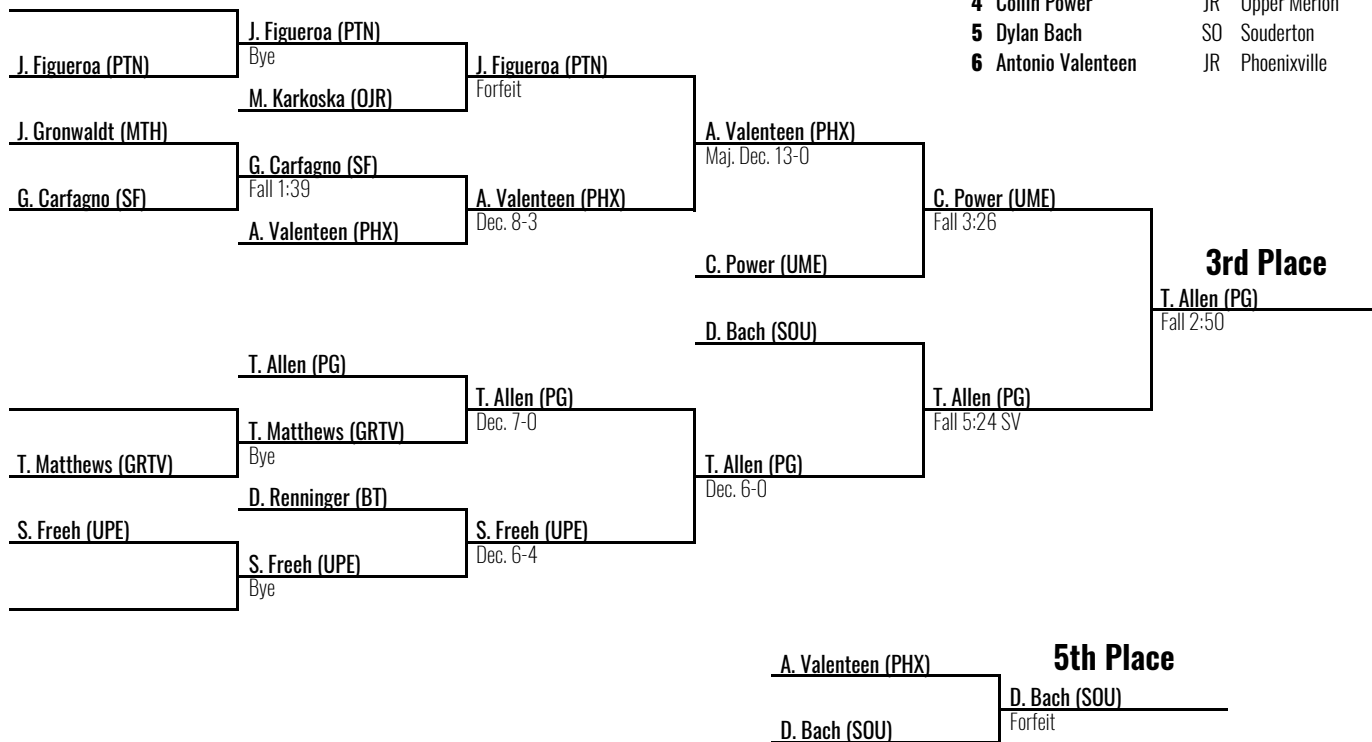 4 Collin Power JR Upper Merion
5 Dylan Bach SO Souderton
6 Antonio Valenteen JR Phoenixville
J. Figueroa (PTN)
Bye
J. Figueroa (PTN)
J. Figueroa (PTN)
Forfeit
M. Karkoska (OJR)
J. Gronwaldt (MTH)
A. Valenteen (PHX)
Maj. Dec. 13-0
G. Carfagno (SF)
Fall 1:39
G. Carfagno (SF)
A. Valenteen (PHX)
Dec. 8-3
C. Power (UME)
Fall 3:26
A. Valenteen (PHX)
C. Power (UME)
3rd Place
T. Allen (PG)
Fall 2:50
D. Bach (SOU)
T. Allen (PG)
T. Allen (PG)
Dec. 7-0
T. Allen (PG)
Fall 5:24 SV
T. Matthews (GRTV)
Bye
T. Matthews (GRTV)
T. Allen (PG)
Dec. 6-0
D. Renninger (BT)
S. Freeh (UPE)
S. Freeh (UPE)
Dec. 6-4
S. Freeh (UPE)
Bye
5th Place
A. Valenteen (PHX)
D. Bach (SOU)
Forfeit
D. Bach (SOU)